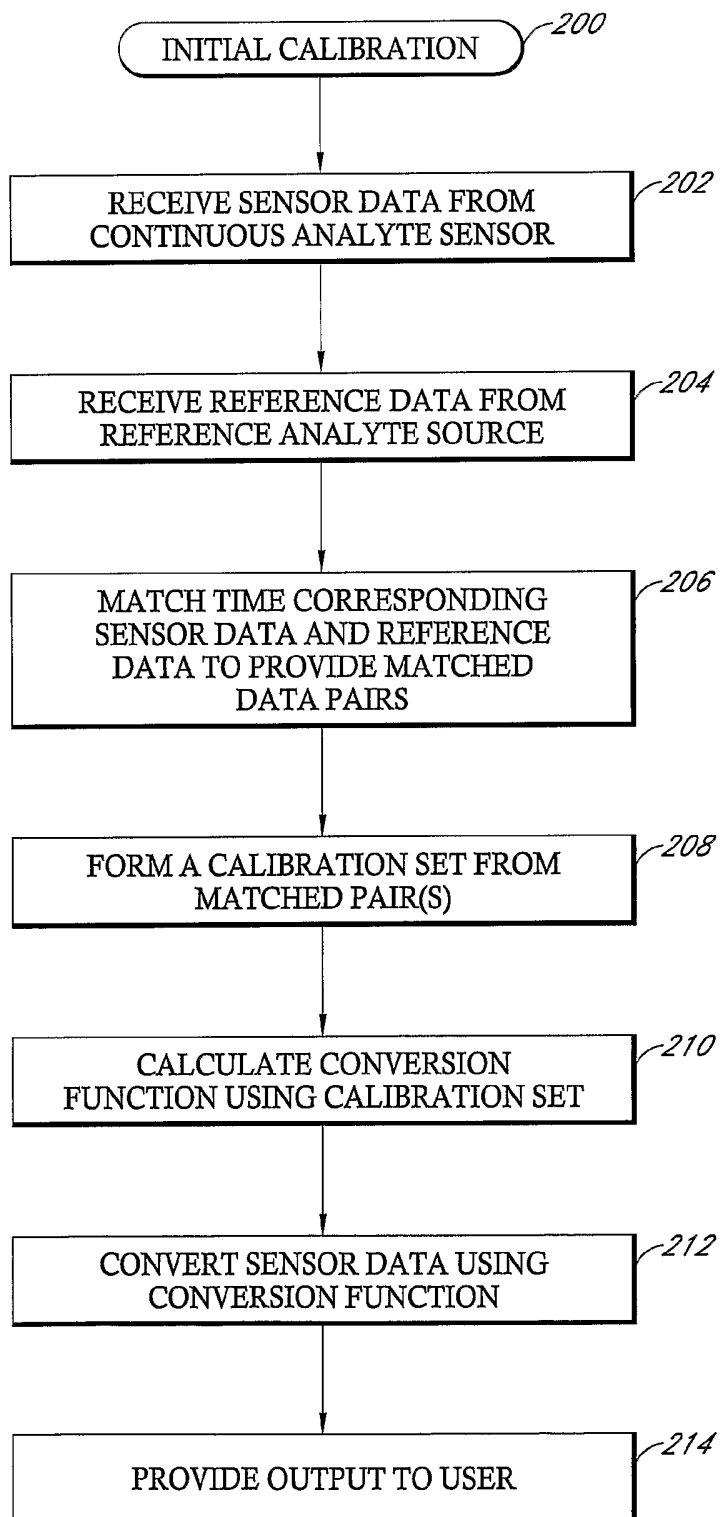 INITIAL CALIBRATION
200
RECEIVE SENSOR DATA FROM
CONTINUOUS ANALYTE SENSOR
202
RECEIVE REFERENCE DATA FROM
REFERENCE ANALYTE SOURCE
204
MATCH TIME CORRESPONDING
SENSOR DATA AND REFERENCE
DATA TO PROVIDE MATCHED
DATA PAIRS
206
FORM A CALIBRATION SET FROM
MATCHED PAIR(S)
208
CALCULATE CONVERSION
FUNCTION USING CALIBRATION SET
210
CONVERT SENSOR DATA USING
CONVERSION FUNCTION
212
PROVIDE OUTPUT TO USER
214